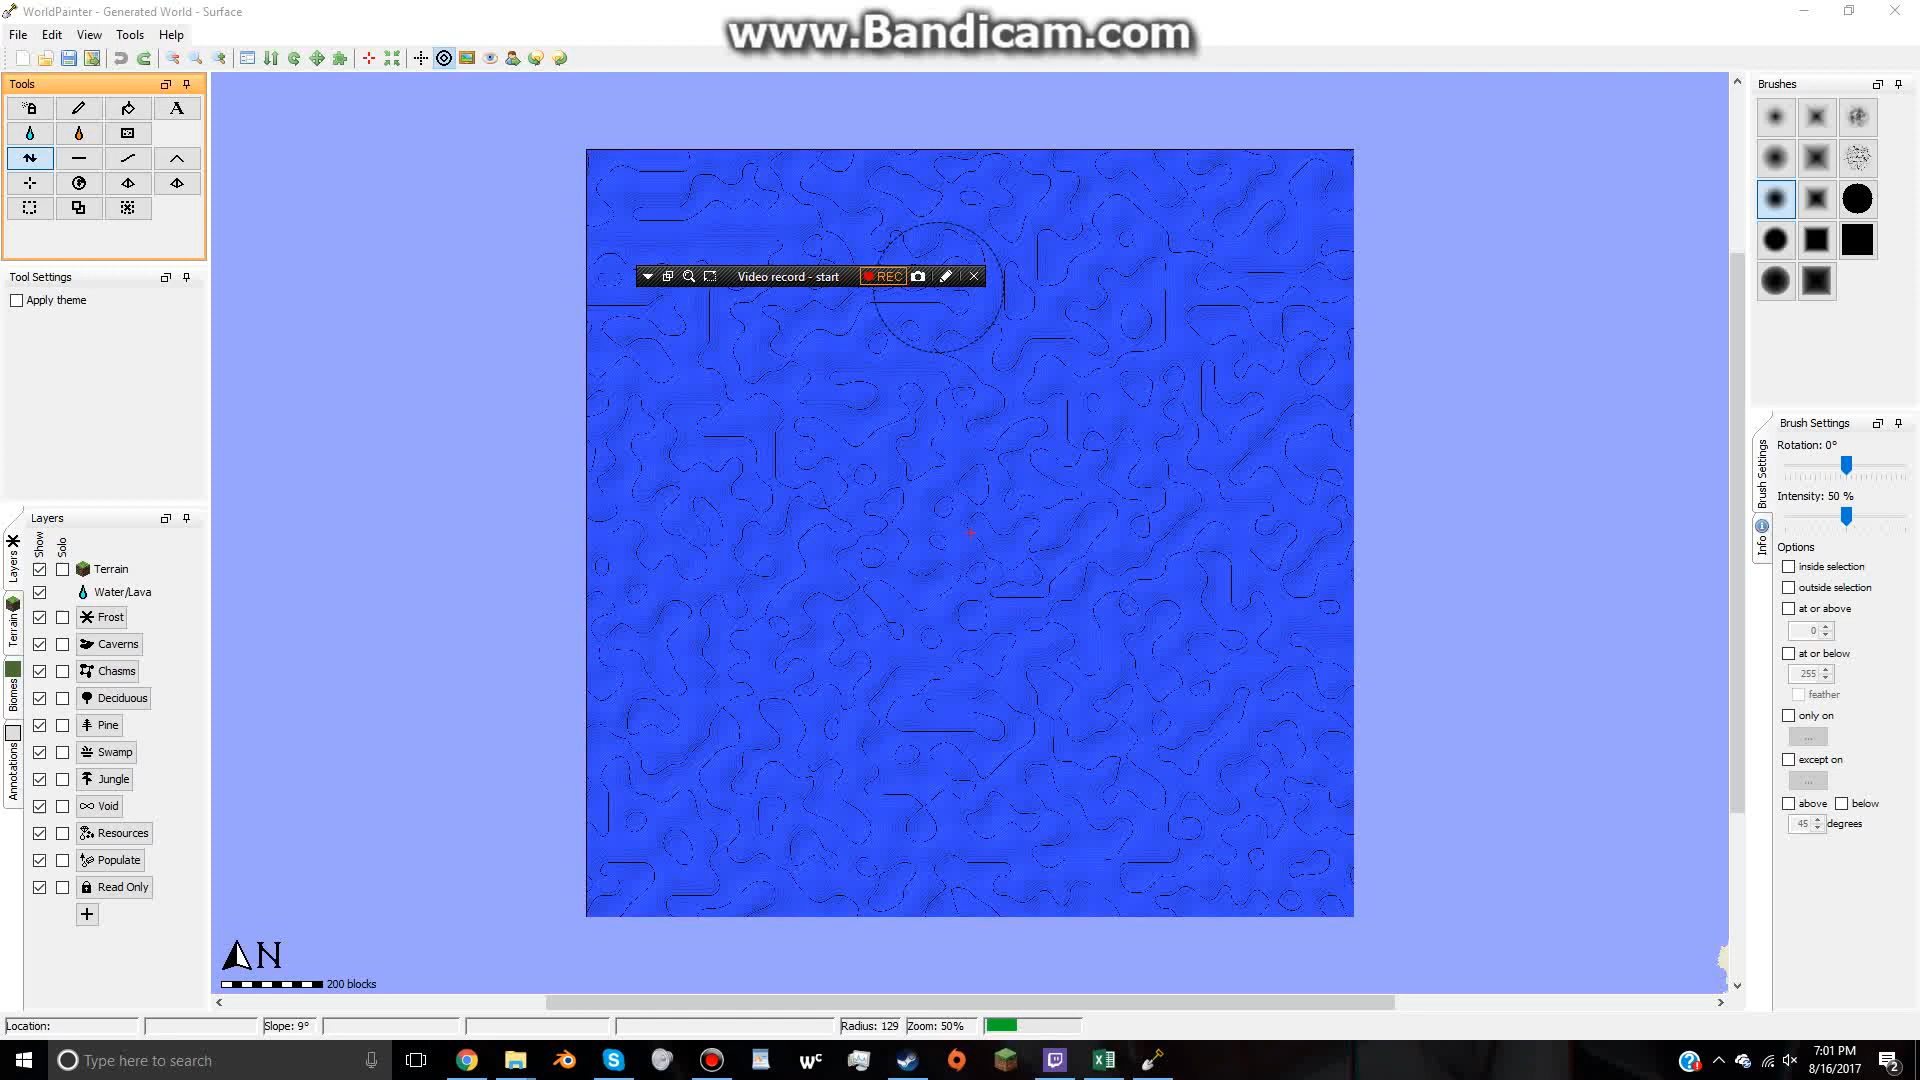 WorldPainter - Generated World - Surface
www.Bandicam.com
File Edit View Tools Help
Tools
A
Tool Settings
Apply theme
Video record - start
REC
Brushes
Brush Settings
Rotation: 0°
Intensity: 50 %
Options
inside selection
outside selection
at or above
0
at or below
255
feather
only on
...
except on
...
above below
45 degrees
Brush Settings
Info
Layers
Show Solo
Terrain
Water/Lava
Frost
Caverns
Chasms
Deciduous
Pine
Swamp
Jungle
Void
Resources
Populate
Read Only
Layers
Terrain
Biomes
Annotations
N
200 blocks
Location: Slope: 9° Radius: 129 Zoom: 50%
Type here to search
wc
7:01 PM
8/16/2017
2